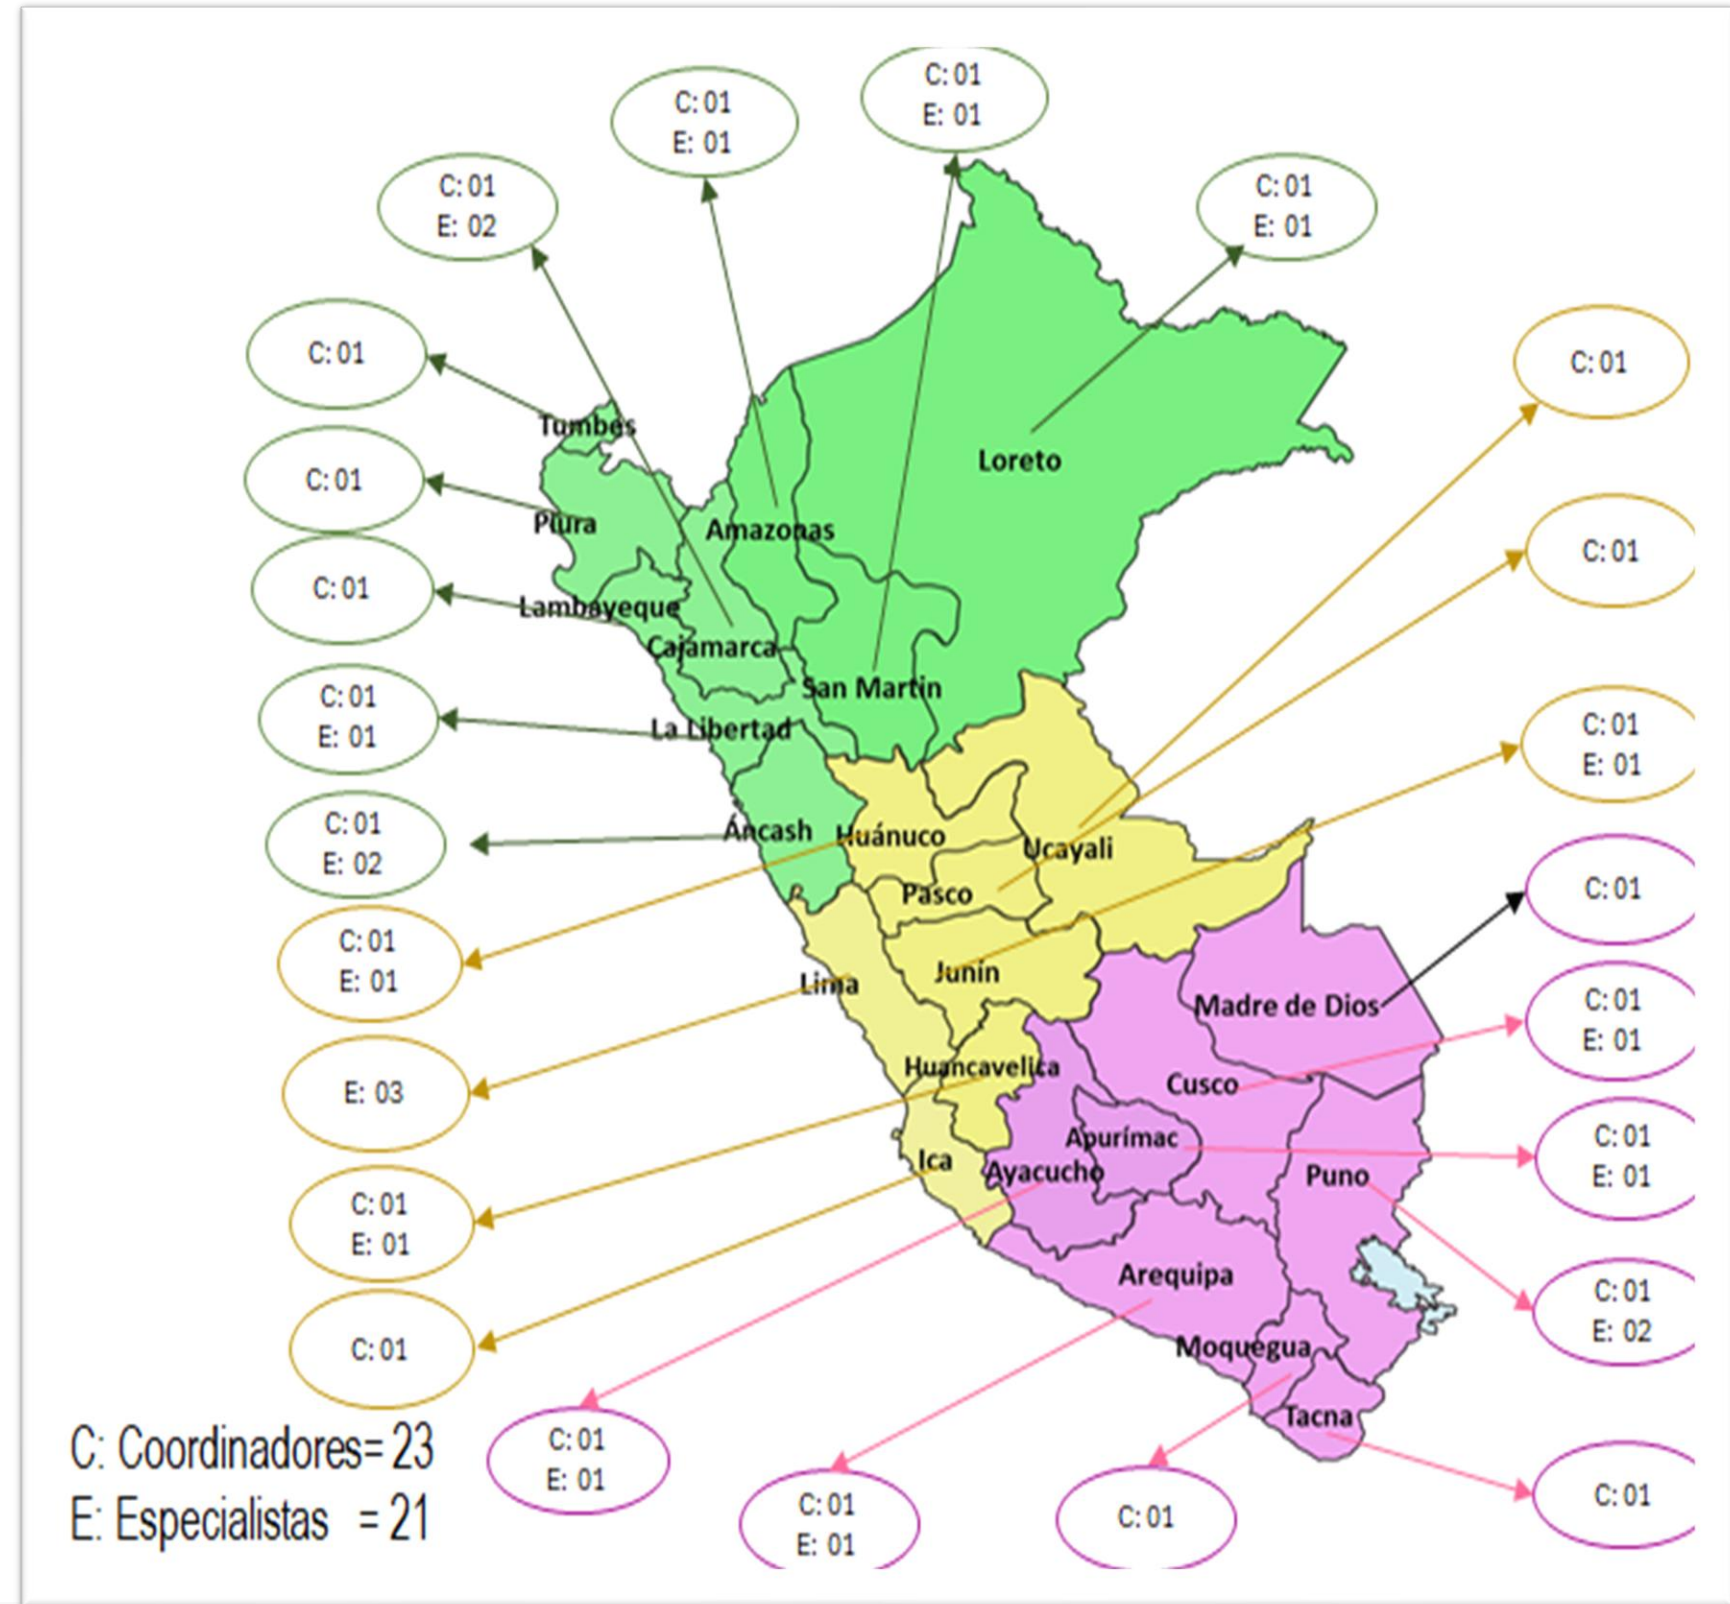 C: 01
E: 01
C: 01
E: 01
C: 01
E: 02
C: 01
E: 01
C: 01
C: 01
Tumbes
Loreto
C: 01
Piura
Amazonas
C: 01
C: 01
Lambayeque
Cajamarca
San Martin
C: 01
E: 01
La Libertad
C: 01
E: 01
C: 01
E: 02
Áncash
Huánuco
Ucayali
Pasco
C: 01
C: 01
E: 01
Lima
Junín
Madre de Dios
C: 01
E: 01
E: 03
Huancavelica
Cusco
Apurímac
C: 01
E: 01
Ica
Ayacucho
Puno
C: 01
E: 01
Arequipa
C: 01
E: 02
C: 01
Moquegua
Tacna
C: Coordinadores= 23
E: Especialistas = 21
C: 01
E: 01
C: 01
E: 01
C: 01
C: 01